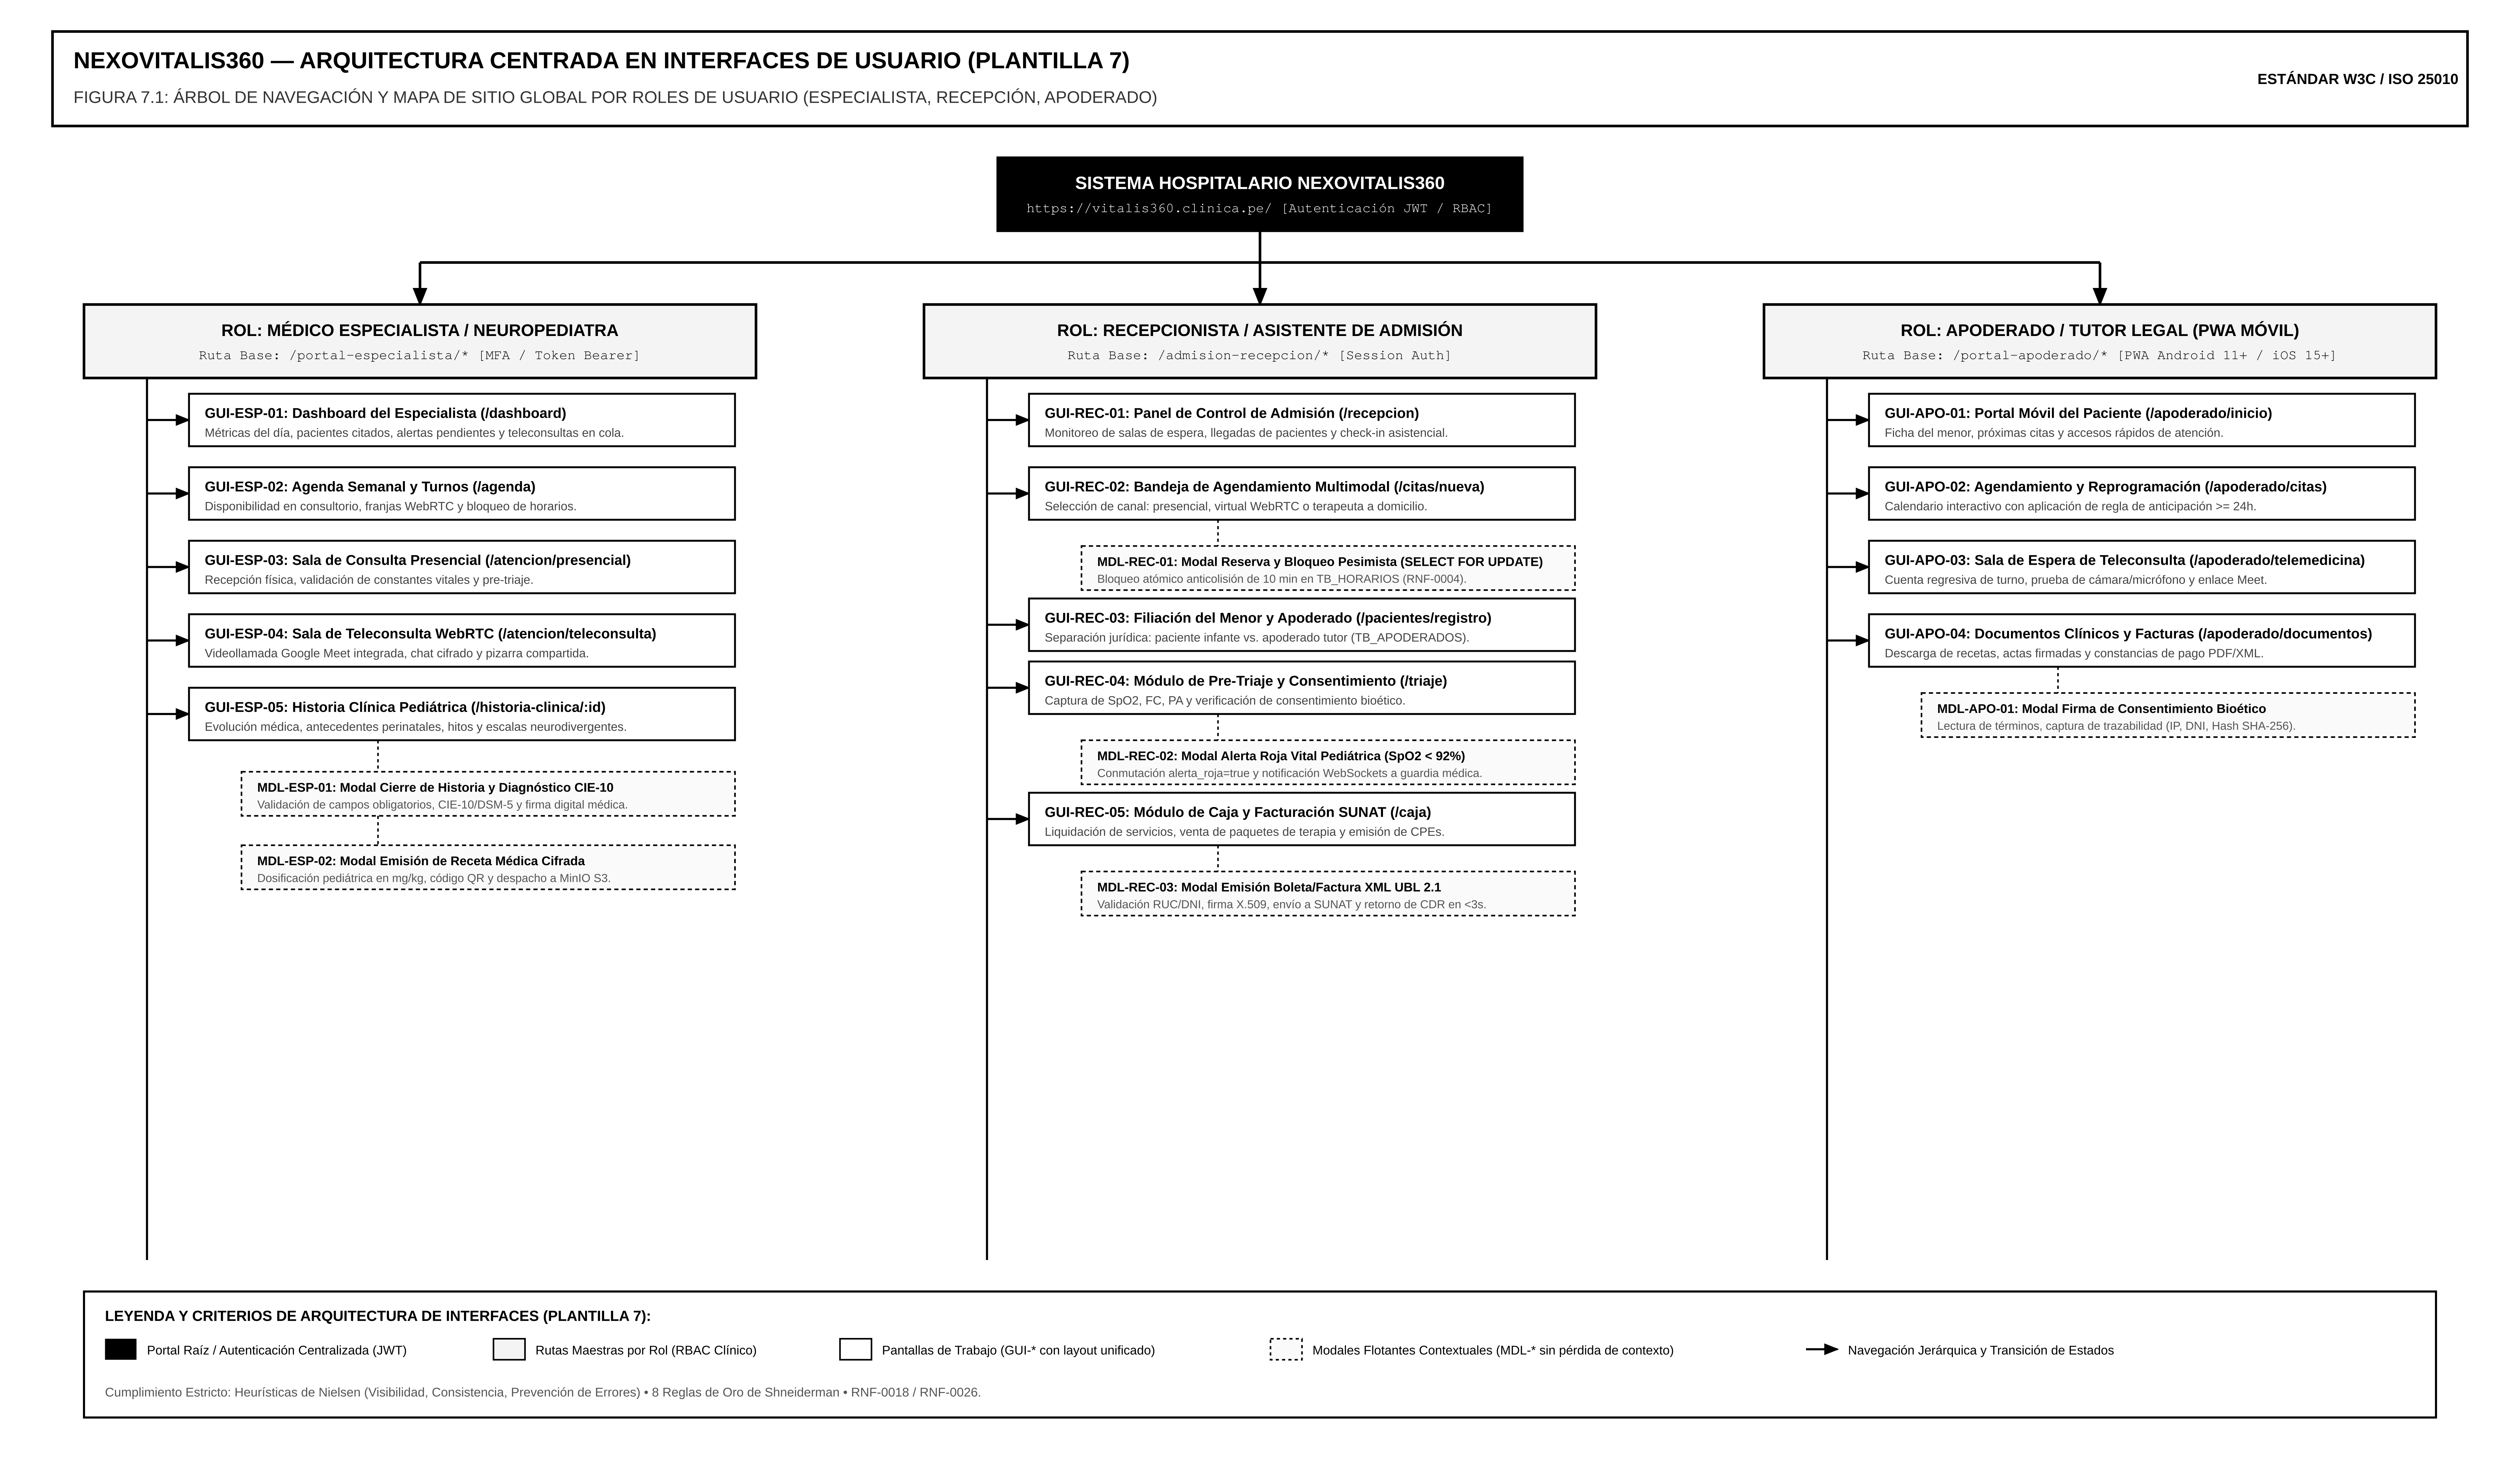 NEXOVITALIS360 — ARQUITECTURA CENTRADA EN INTERFACES DE USUARIO (PLANTILLA 7)
FIGURA 7.1: ÁRBOL DE NAVEGACIÓN Y MAPA DE SITIO GLOBAL POR ROLES DE USUARIO (ESPECIALISTA, RECEPCIÓN, APODERADO)
ESTÁNDAR W3C / ISO 25010
SISTEMA HOSPITALARIO NEXOVITALIS360
https://vitalis360.clinica.pe/ [Autenticación JWT / RBAC]
ROL: MÉDICO ESPECIALISTA / NEUROPEDIATRA
Ruta Base: /portal-especialista/* [MFA / Token Bearer]
GUI-ESP-01: Dashboard del Especialista (/dashboard)
Métricas del día, pacientes citados, alertas pendientes y teleconsultas en cola.
GUI-ESP-02: Agenda Semanal y Turnos (/agenda)
Disponibilidad en consultorio, franjas WebRTC y bloqueo de horarios.
GUI-ESP-03: Sala de Consulta Presencial (/atencion/presencial)
Recepción física, validación de constantes vitales y pre-triaje.
GUI-ESP-04: Sala de Teleconsulta WebRTC (/atencion/teleconsulta)
Videollamada Google Meet integrada, chat cifrado y pizarra compartida.
GUI-ESP-05: Historia Clínica Pediátrica (/historia-clinica/:id)
Evolución médica, antecedentes perinatales, hitos y escalas neurodivergentes.
MDL-ESP-01: Modal Cierre de Historia y Diagnóstico CIE-10
Validación de campos obligatorios, CIE-10/DSM-5 y firma digital médica.
MDL-ESP-02: Modal Emisión de Receta Médica Cifrada
Dosificación pediátrica en mg/kg, código QR y despacho a MinIO S3.
ROL: RECEPCIONISTA / ASISTENTE DE ADMISIÓN
Ruta Base: /admision-recepcion/* [Session Auth]
GUI-REC-01: Panel de Control de Admisión (/recepcion)
Monitoreo de salas de espera, llegadas de pacientes y check-in asistencial.
GUI-REC-02: Bandeja de Agendamiento Multimodal (/citas/nueva)
Selección de canal: presencial, virtual WebRTC o terapeuta a domicilio.
MDL-REC-01: Modal Reserva y Bloqueo Pesimista (SELECT FOR UPDATE)
Bloqueo atómico anticolisión de 10 min en TB_HORARIOS (RNF-0004).
GUI-REC-03: Filiación del Menor y Apoderado (/pacientes/registro)
Separación jurídica: paciente infante vs. apoderado tutor (TB_APODERADOS).
GUI-REC-04: Módulo de Pre-Triaje y Consentimiento (/triaje)
Captura de SpO2, FC, PA y verificación de consentimiento bioético.
MDL-REC-02: Modal Alerta Roja Vital Pediátrica (SpO2 < 92%)
Conmutación alerta_roja=true y notificación WebSockets a guardia médica.
GUI-REC-05: Módulo de Caja y Facturación SUNAT (/caja)
Liquidación de servicios, venta de paquetes de terapia y emisión de CPEs.
MDL-REC-03: Modal Emisión Boleta/Factura XML UBL 2.1
Validación RUC/DNI, firma X.509, envío a SUNAT y retorno de CDR en <3s.
ROL: APODERADO / TUTOR LEGAL (PWA MÓVIL)
Ruta Base: /portal-apoderado/* [PWA Android 11+ / iOS 15+]
GUI-APO-01: Portal Móvil del Paciente (/apoderado/inicio)
Ficha del menor, próximas citas y accesos rápidos de atención.
GUI-APO-02: Agendamiento y Reprogramación (/apoderado/citas)
Calendario interactivo con aplicación de regla de anticipación >= 24h.
GUI-APO-03: Sala de Espera de Teleconsulta (/apoderado/telemedicina)
Cuenta regresiva de turno, prueba de cámara/micrófono y enlace Meet.
GUI-APO-04: Documentos Clínicos y Facturas (/apoderado/documentos)
Descarga de recetas, actas firmadas y constancias de pago PDF/XML.
MDL-APO-01: Modal Firma de Consentimiento Bioético
Lectura de términos, captura de trazabilidad (IP, DNI, Hash SHA-256).
LEYENDA Y CRITERIOS DE ARQUITECTURA DE INTERFACES (PLANTILLA 7):
Portal Raíz / Autenticación Centralizada (JWT)
Rutas Maestras por Rol (RBAC Clínico)
Pantallas de Trabajo (GUI-* con layout unificado)
Modales Flotantes Contextuales (MDL-* sin pérdida de contexto)
Navegación Jerárquica y Transición de Estados
Cumplimiento Estricto: Heurísticas de Nielsen (Visibilidad, Consistencia, Prevención de Errores) • 8 Reglas de Oro de Shneiderman • RNF-0018 / RNF-0026.